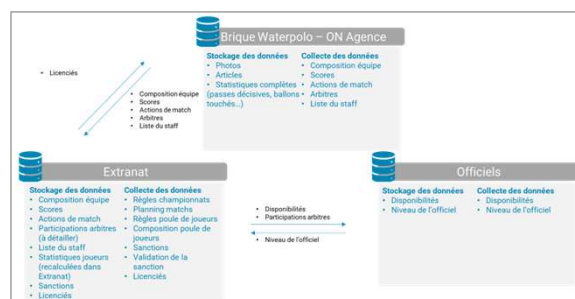 Brique Waterpolo – ON Agence
Stockage des données
• Photos
• Articles
• Statistiques complètes
(passes décisives, ballons
touchés...)
Collecte de données
• Composition équipe
• Scores
• Actions de match
• Arbitres
• Liste du staff
• Licenciés
• Composition équipe
• Scores
• Actions de match
• Arbitres
• Liste du staff
Extranat
Stockage des données
• Composition équipe
• Scores
• Actions de match
• Participations arbitres
(à détailler)
• Liste du staff
• Statistiques joueurs
(recalculées dans
Extranat)
• Sanctions
• Licenciés
Collecte des données
• Règles championnats
• Planning matchs
• Règles poule de joueurs
• Composition poule de
joueurs
• Sanctions
• Validation de la
sanction
• Licenciés
• Disponibilités
• Participations arbitres
• Niveau de l'officiel
Officiels
Stockage des données
• Disponibilités
• Niveau de l'officiel
Collecte des données
• Disponibilités
• Niveau de l'officiel